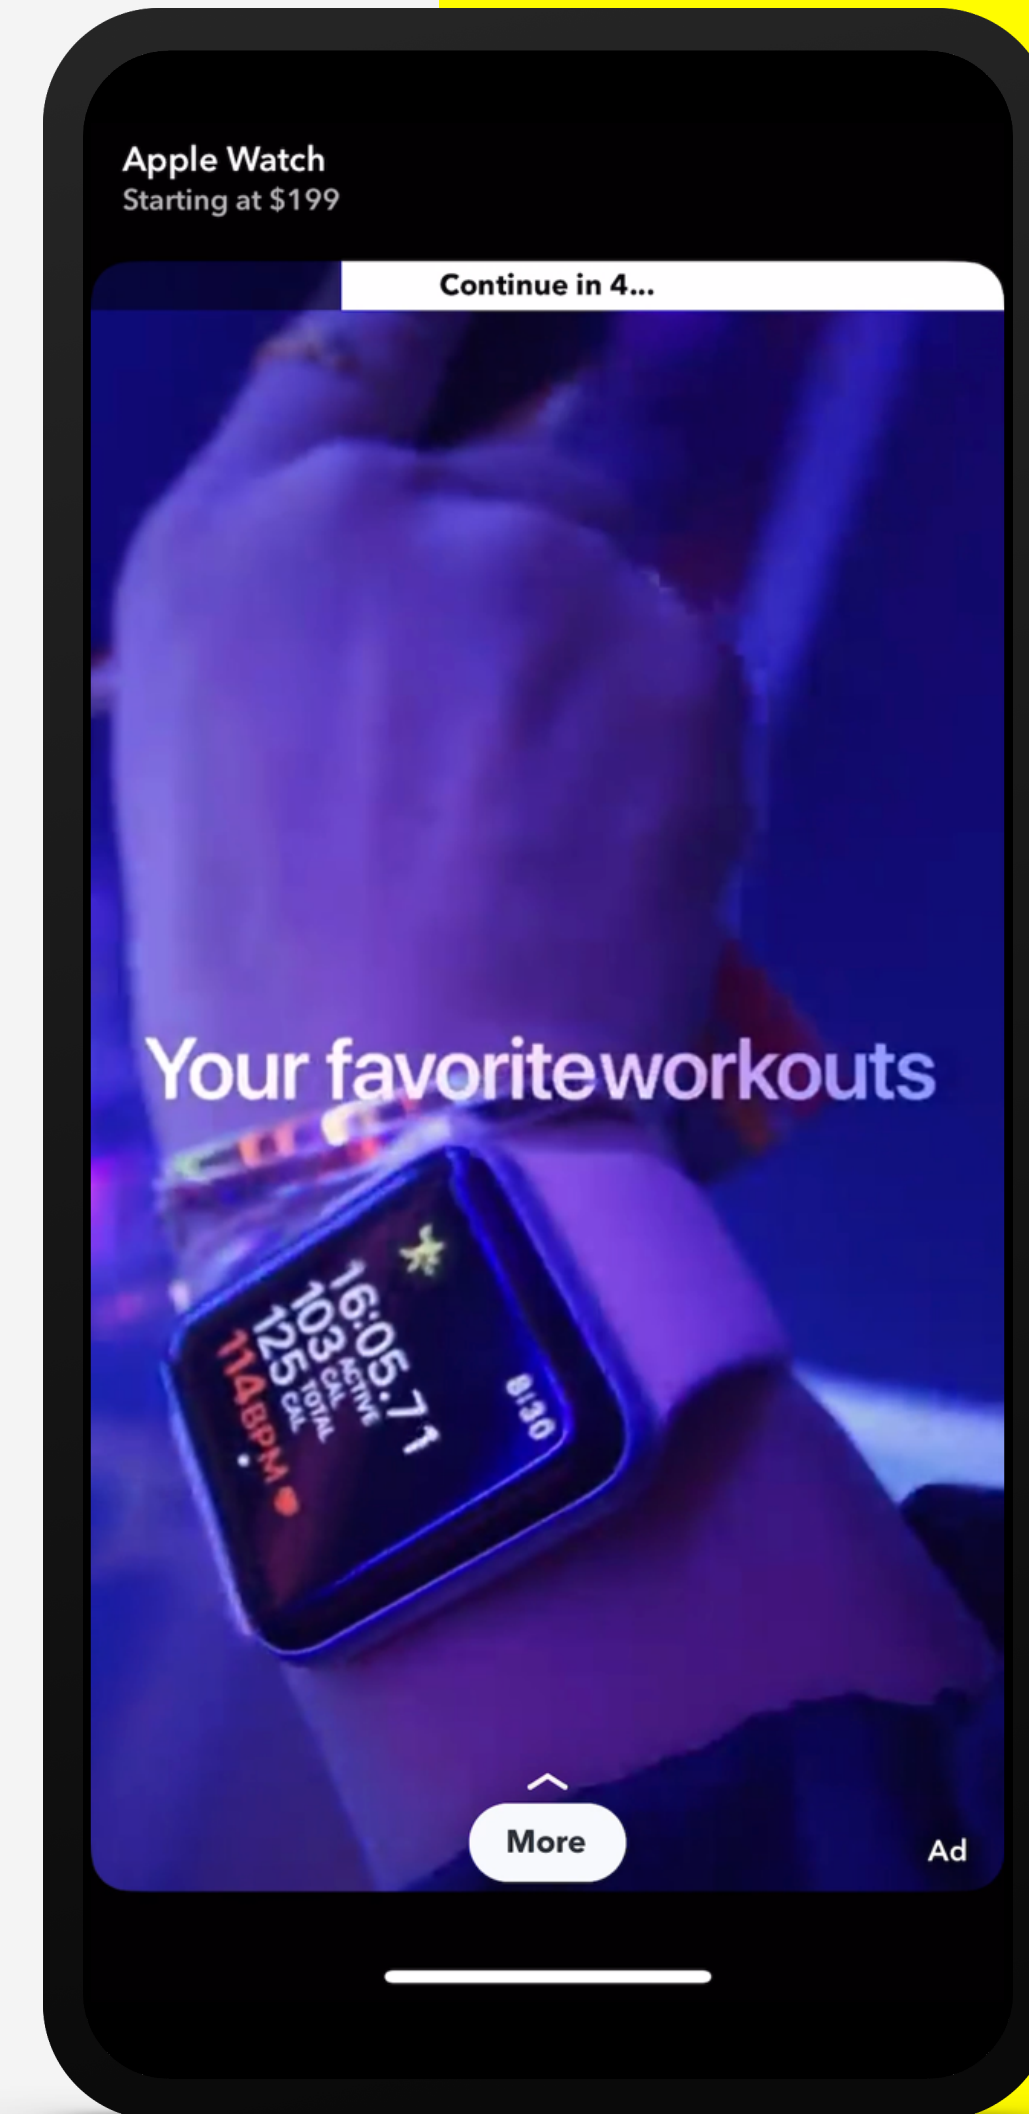 Apple Watch
Starting at $199
Continue in 4...
Your favoriteworkouts
8:30
16:05.71
103 ACTIVE CAL
125 TOTAL CAL
114BPM
More
Ad